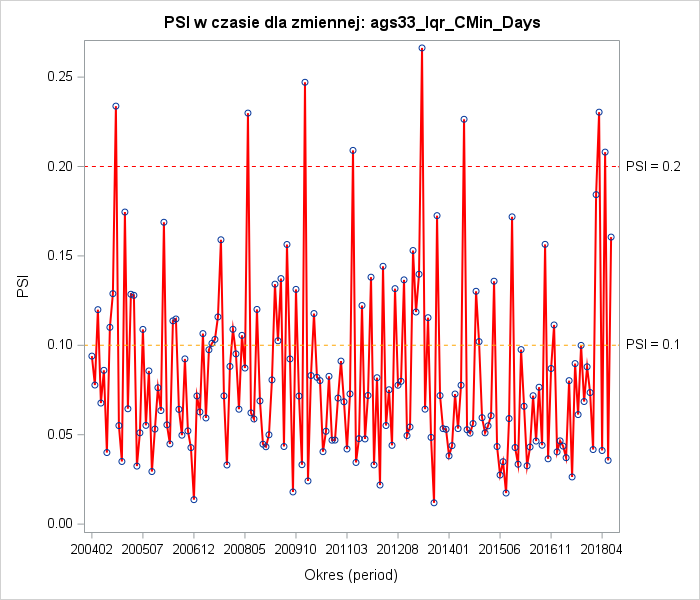 PSI w czasie dla zmiennej: ags33_Iqr_CMin_Days
0.25
0.20
PSI = 0.2
0.15
PSI
0.10
PSI = 0.1
0.05
0.00
200402 200507 200612 200805 200910 201103 201208 201401 201506 201611 201804
Okres (period)